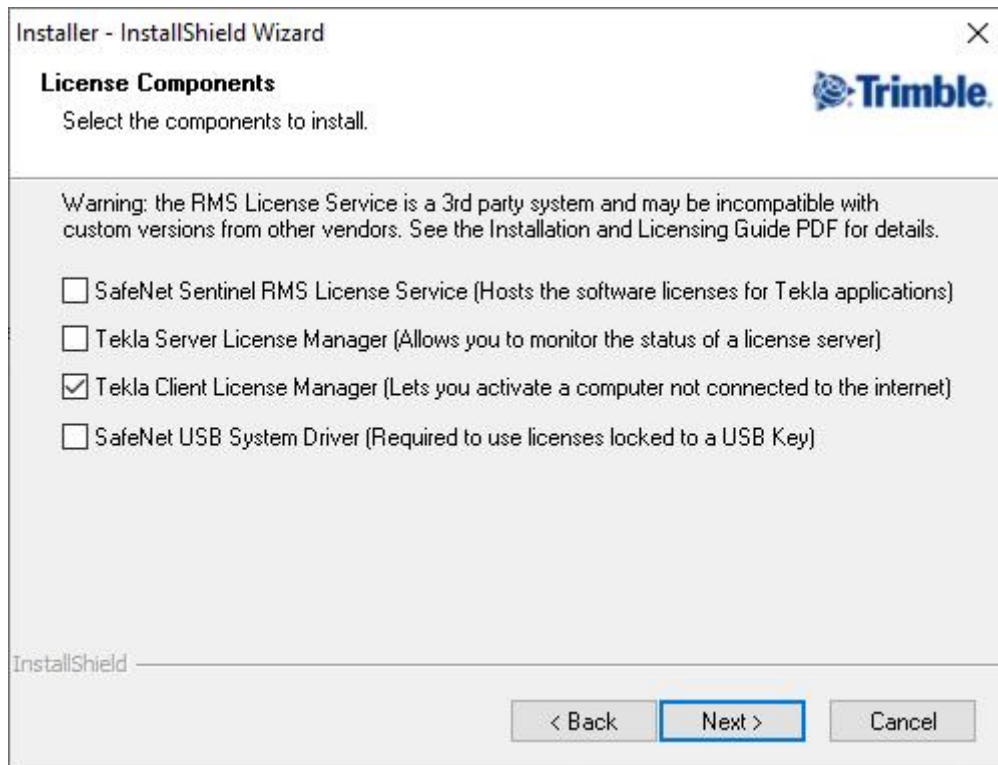 Installer - InstallShield Wizard
License Components
Select the components to install.
Trimble.
Warning: the RMS License Service is a 3rd party system and may be incompatible with
custom versions from other vendors. See the Installation and Licensing Guide PDF for details.
SafeNet Sentinel RMS License Service (Hosts the software licenses for Tekla applications)
Tekla Server License Manager (Allows you to monitor the status of a license server)
Tekla Client License Manager (Lets you activate a computer not connected to the internet)
SafeNet USB System Driver (Required to use licenses locked to a USB Key)
InstallShield
< Back
Next >
Cancel